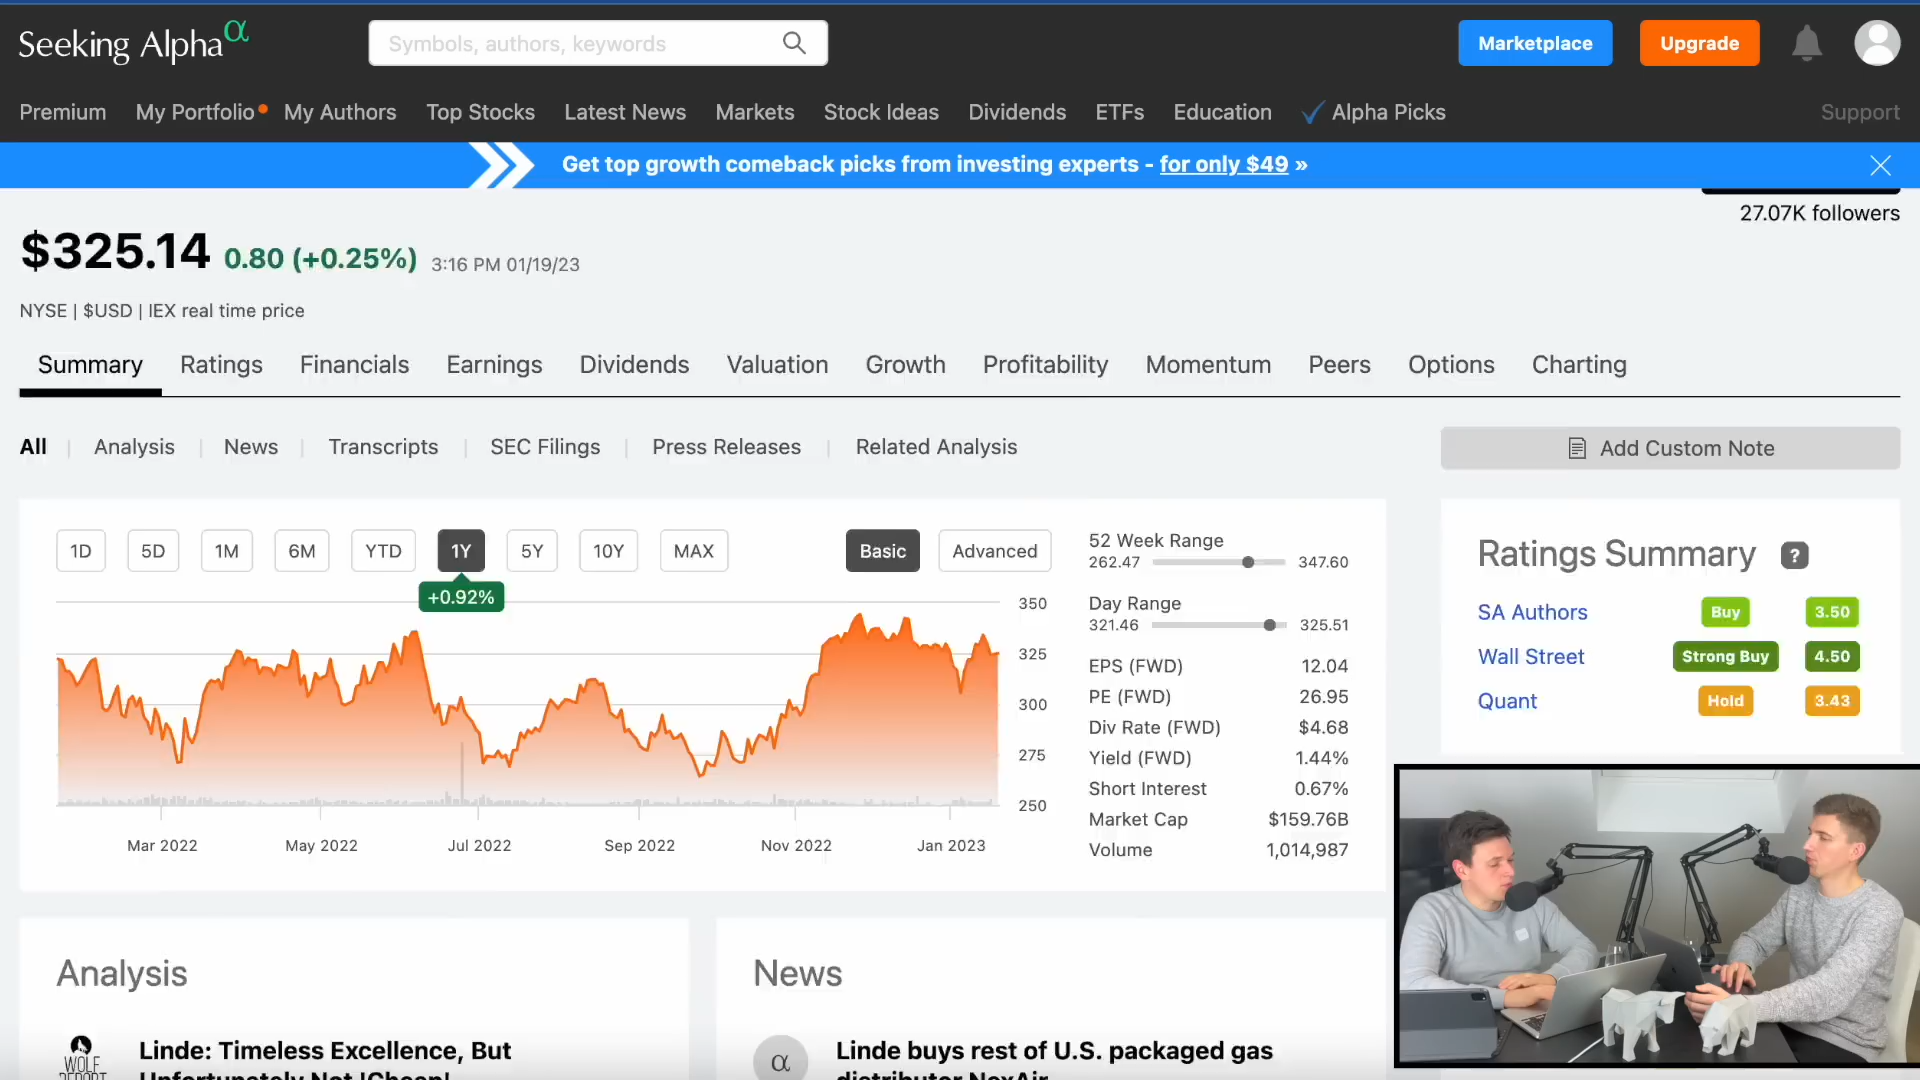 Seeking Alpha α
Symbols, authors, keywords
Marketplace
Upgrade
Premium My Portfolio My Authors Top Stocks Latest News Markets Stock Ideas Dividends ETFs Education Alpha Picks Support
Get top growth comeback picks from investing experts - for only $49 »
27.07K followers
$325.14 0.80 (+0.25%) 3:16 PM 01/19/23
NYSE | $USD | IEX real time price
Summary Ratings Financials Earnings Dividends Valuation Growth Profitability Momentum Peers Options Charting
All | Analysis | News | Transcripts | SEC Filings | Press Releases | Related Analysis
Add Custom Note
1D 5D 1M 6M YTD 1Y 5Y 10Y MAX Basic Advanced
+0.92%
350
325
300
275
250
Mar 2022 May 2022 Jul 2022 Sep 2022 Nov 2022 Jan 2023
52 Week Range
262.47 347.60
Day Range
321.46 325.51
EPS (FWD) 12.04
PE (FWD) 26.95
Div Rate (FWD) $4.68
Yield (FWD) 1.44%
Short Interest 0.67%
Market Cap $159.76B
Volume 1,014,987
Ratings Summary ?
SA Authors Buy 3.50
Wall Street Strong Buy 4.50
Quant Hold 3.43
Analysis
WOLF
REPORT
Linde: Timeless Excellence, But
Unfortunately Not 'Cheap'
News
α
Linde buys rest of U.S. packaged gas
distributor NexAir